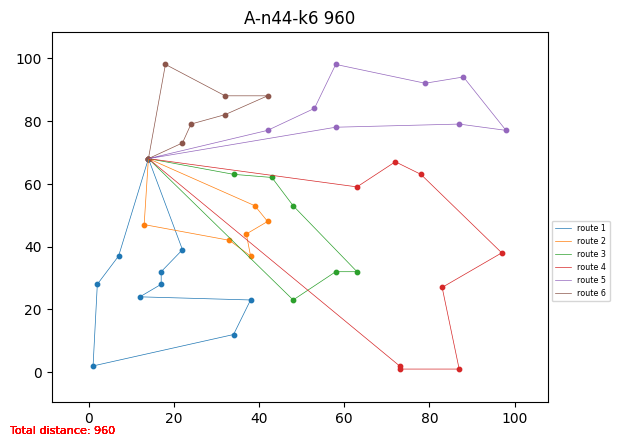 A-n44-k6 960
100
80
60
40
20
0
0 20 40 60 80 100
route 1
route 2
route 3
route 4
route 5
route 6
Total distance: 960